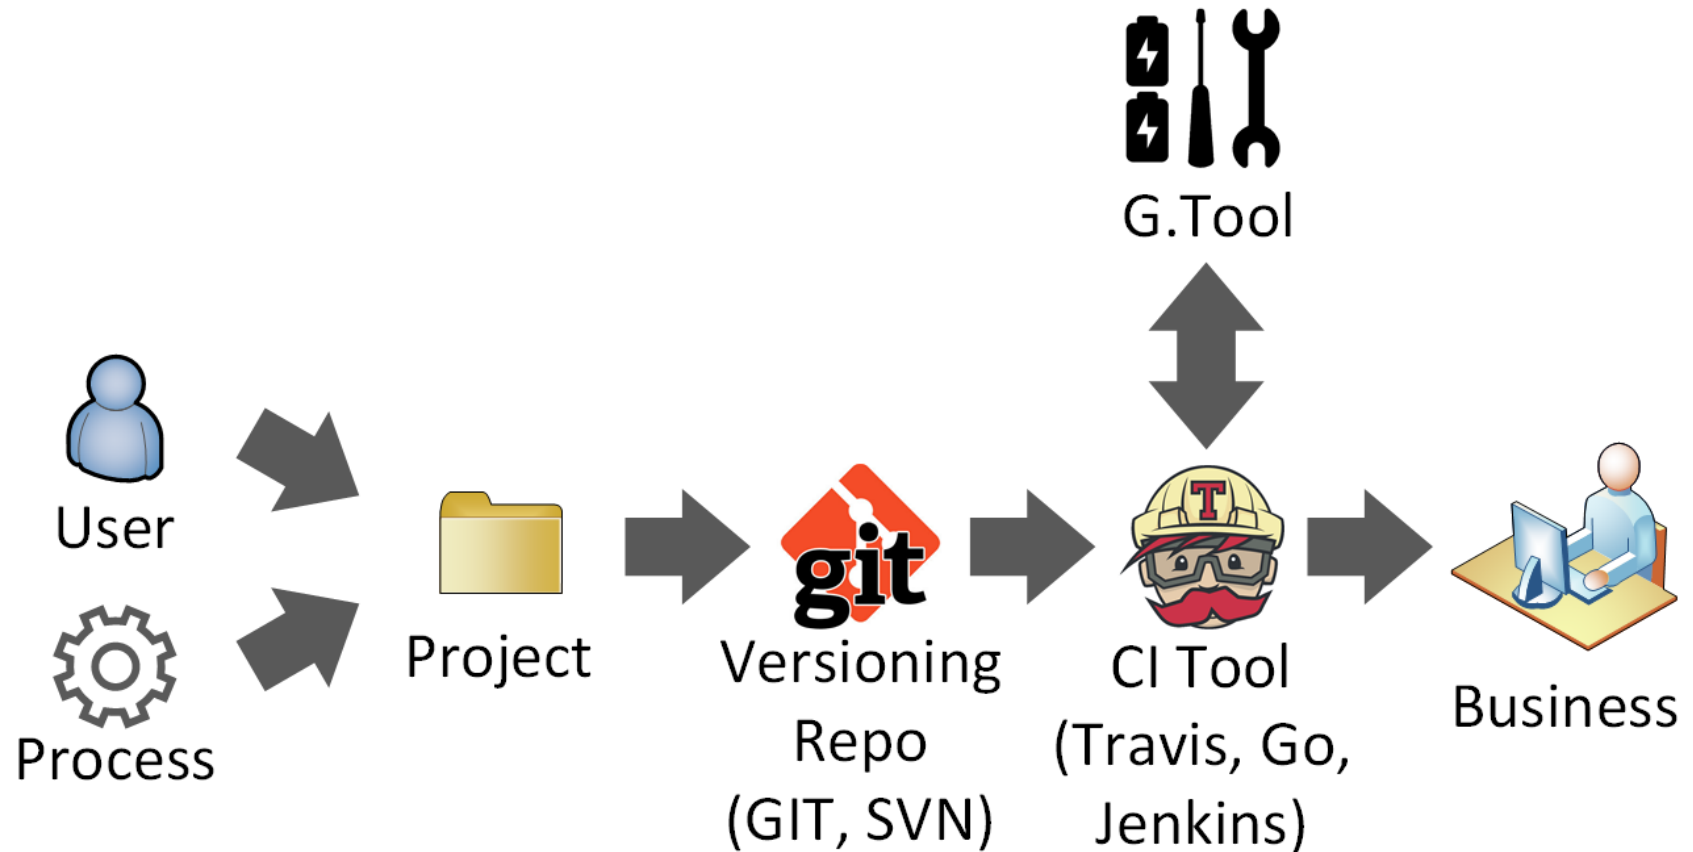 G.Tool
User
Process
Project
git
Versioning
Repo
(GIT, SVN)
T
CI Tool
(Travis, Go,
Jenkins)
Business